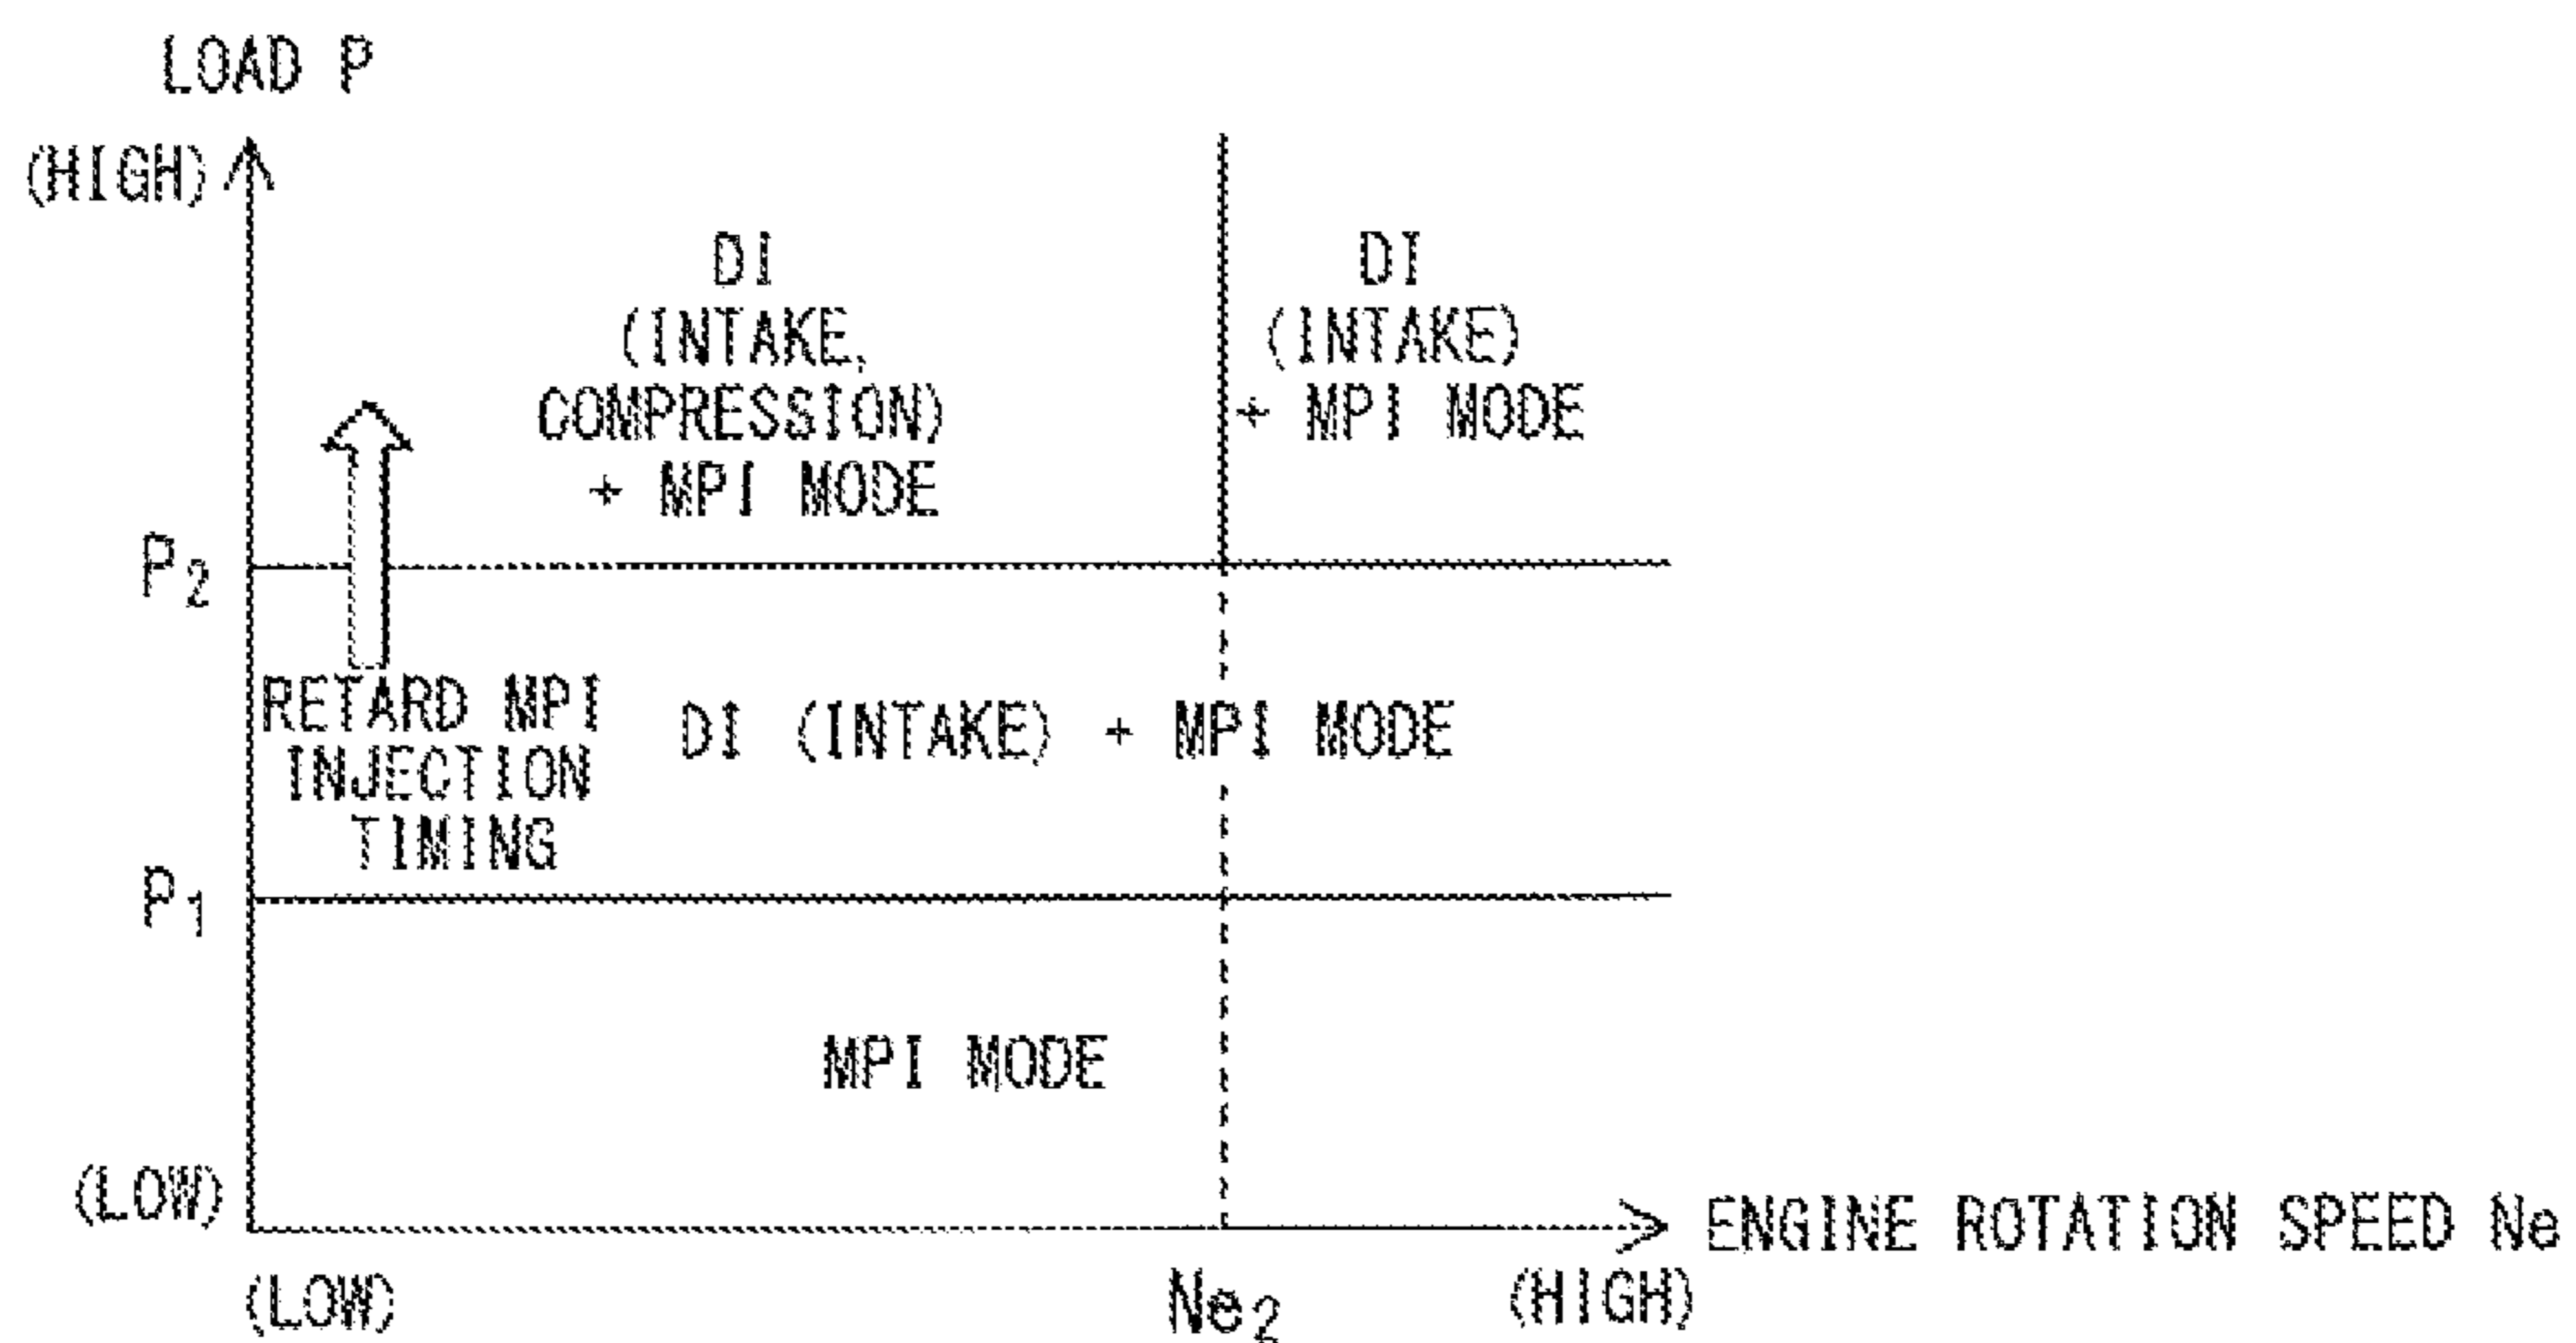 LOAD P
(HIGH)
DI
(INTAKE,
COMPRESSION)
+ MPI MODE
DI
(INTAKE)
+ MPI MODE
P2
RETARD MPI
INJECTION
TIMING
DI (INTAKE) + MPI MODE
P1
MPI MODE
(LOW)
ENGINE ROTATION SPEED Ne
(LOW)
Ne2
(HIGH)